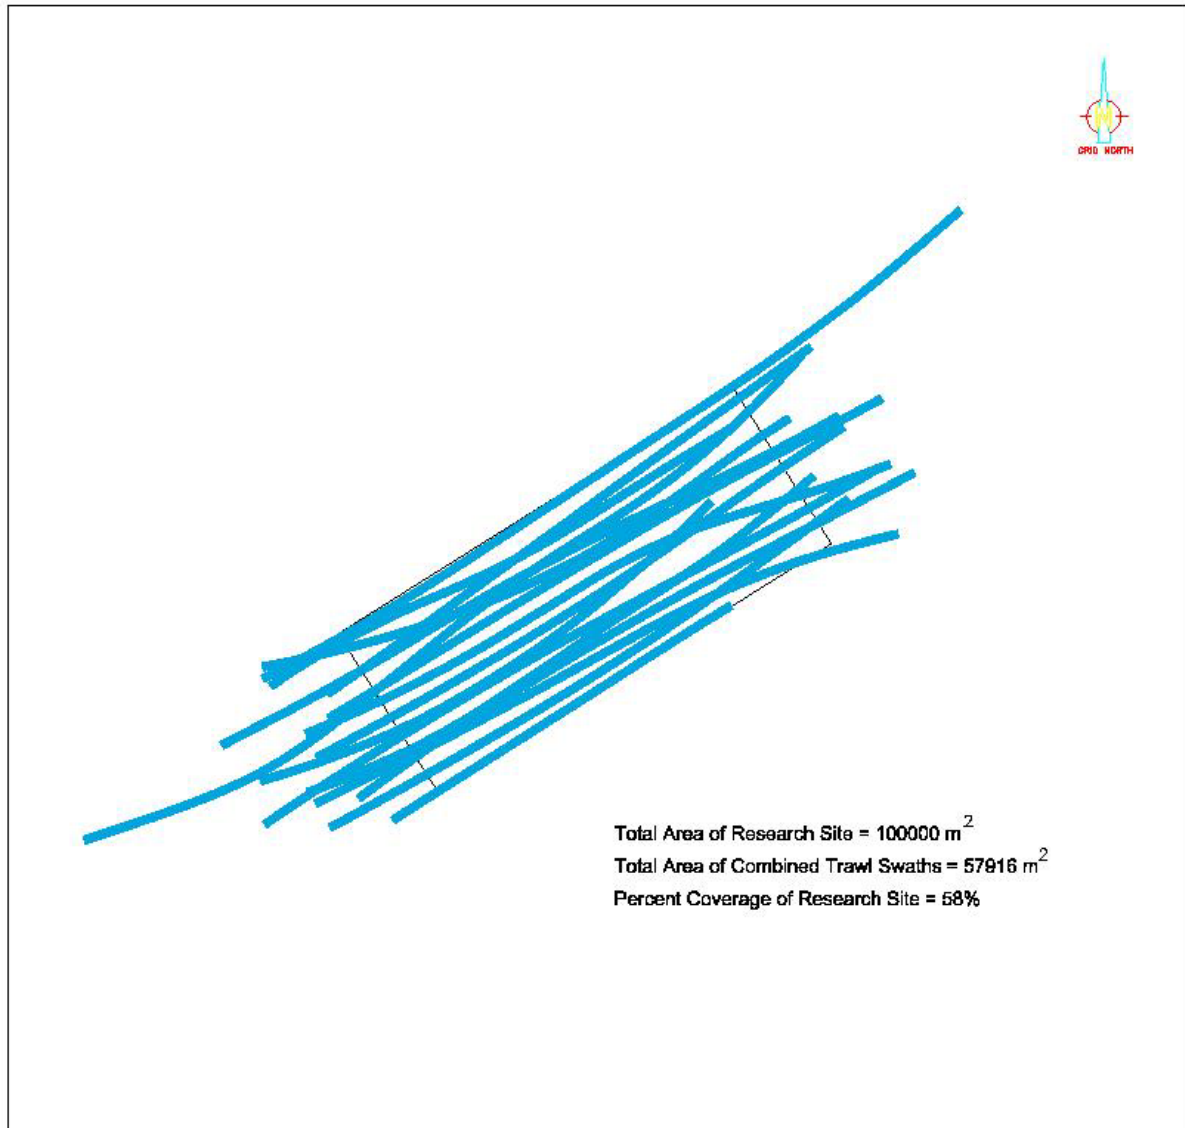 GRID NORTH
Total Area of Research Site = 100000 m²
Total Area of Combined Trawl Swaths = 57916 m²
Percent Coverage of Research Site = 58%